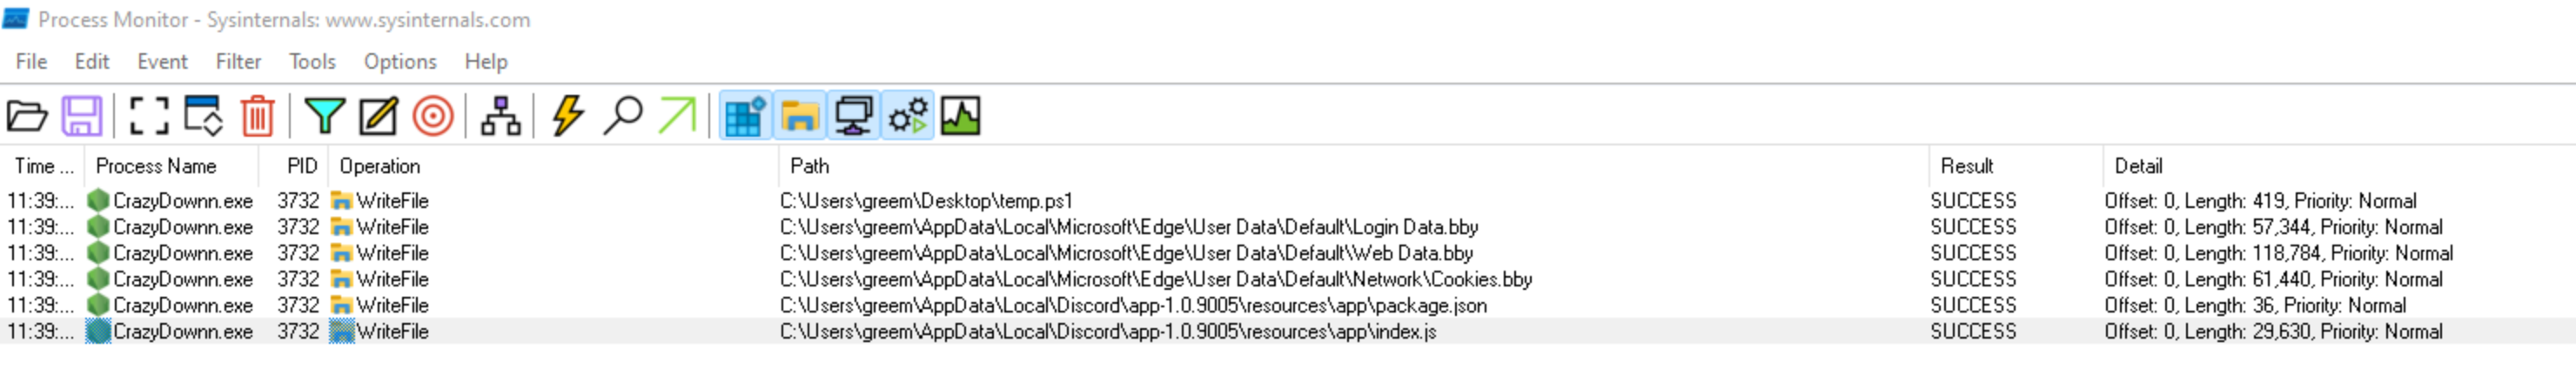 Process Monitor - Sysinternals: www.sysinternals.com
File Edit Event Filter Tools Options Help
Time ... Process Name PID Operation Path Result Detail
11:39:... CrazyDownn.exe 3732 WriteFile C:\Users\greem\Desktop\temp.ps1 SUCCESS Offset: 0, Length: 419, Priority: Normal
11:39:... CrazyDownn.exe 3732 WriteFile C:\Users\greem\AppData\Local\Microsoft\Edge\User Data\Default\Login Data.bby SUCCESS Offset: 0, Length: 57,344, Priority: Normal
11:39:... CrazyDownn.exe 3732 WriteFile C:\Users\greem\AppData\Local\Microsoft\Edge\User Data\Default\Web Data.bby SUCCESS Offset: 0, Length: 118,784, Priority: Normal
11:39:... CrazyDownn.exe 3732 WriteFile C:\Users\greem\AppData\Local\Microsoft\Edge\User Data\Default\Network\Cookies.bby SUCCESS Offset: 0, Length: 61,440, Priority: Normal
11:39:... CrazyDownn.exe 3732 WriteFile C:\Users\greem\AppData\Local\Discord\app-1.0.9005\resources\app\package.json SUCCESS Offset: 0, Length: 36, Priority: Normal
11:39:... CrazyDownn.exe 3732 WriteFile C:\Users\greem\AppData\Local\Discord\app-1.0.9005\resources\app\index.js SUCCESS Offset: 0, Length: 29,630, Priority: Normal